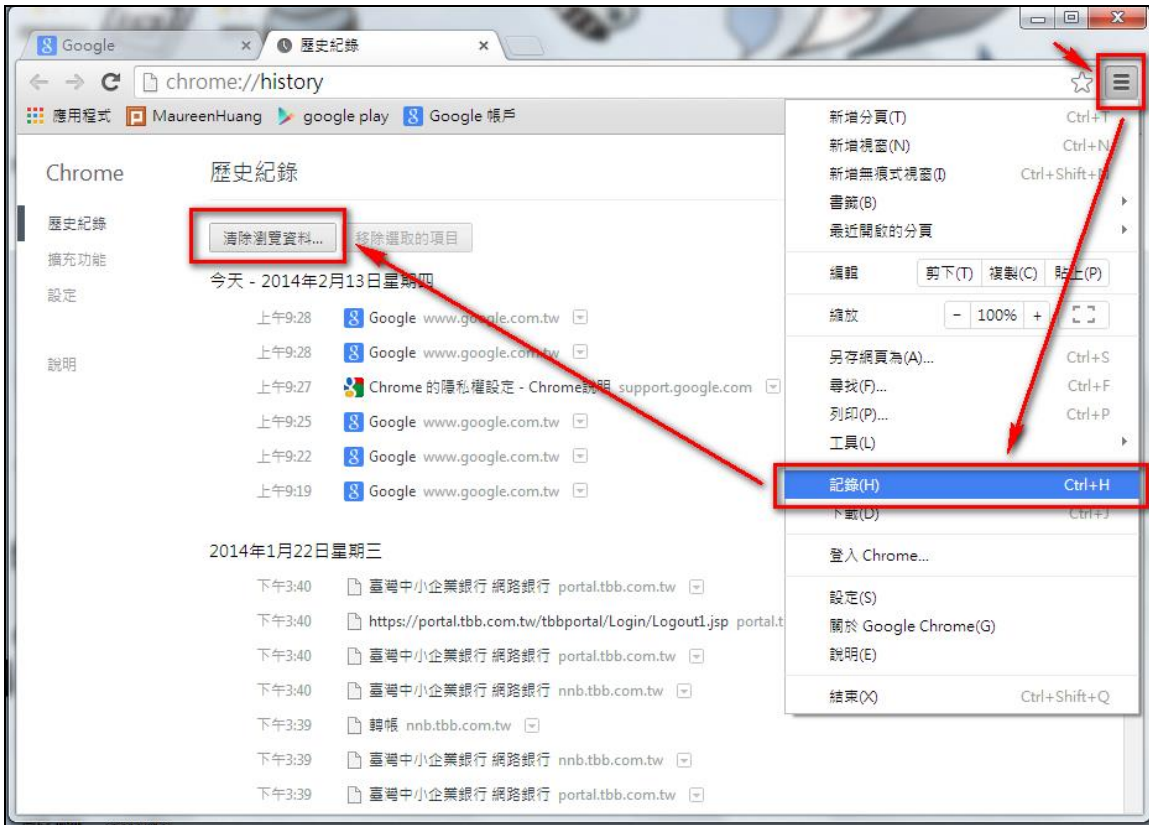 Google
歷史紀錄
chrome://history
應用程式 MaureenHuang google play Google 帳戶
Chrome
歷史紀錄
擴充功能
設定
說明
歷史紀錄
清除瀏覽資料... 移除選取的項目
今天 - 2014年2月13日星期四
上午9:28 Google www.google.com.tw
上午9:28 Google www.google.com.tw
上午9:27 Chrome 的隱私權設定 - Chrome說明 support.google.com
上午9:25 Google www.google.com.tw
上午9:22 Google www.google.com.tw
上午9:19 Google www.google.com.tw
2014年1月22日星期三
下午3:40 臺灣中小企業銀行 網路銀行 portal.tbb.com.tw
下午3:40 https://portal.tbb.com.tw/tbbportal/Login/Logout1.jsp portal.t
下午3:40 臺灣中小企業銀行 網路銀行 portal.tbb.com.tw
下午3:40 臺灣中小企業銀行 網路銀行 nnb.tbb.com.tw
下午3:39 轉帳 nnb.tbb.com.tw
下午3:39 臺灣中小企業銀行 網路銀行 nnb.tbb.com.tw
下午3:39 臺灣中小企業銀行 網路銀行 portal.tbb.com.tw
新增分頁(T) Ctrl+T
新增視窗(N) Ctrl+N
新增無痕式視窗(I) Ctrl+Shift+N
書籤(B)
最近開啟的分頁
編輯 剪下(T) 複製(C) 貼上(P)
縮放 - 100% +
另存網頁為(A)... Ctrl+S
尋找(F)... Ctrl+F
列印(P)... Ctrl+P
工具(L)
記錄(H) Ctrl+H
下載(D) Ctrl+J
登入 Chrome...
設定(S)
關於 Google Chrome(G)
說明(E)
結束(X) Ctrl+Shift+Q